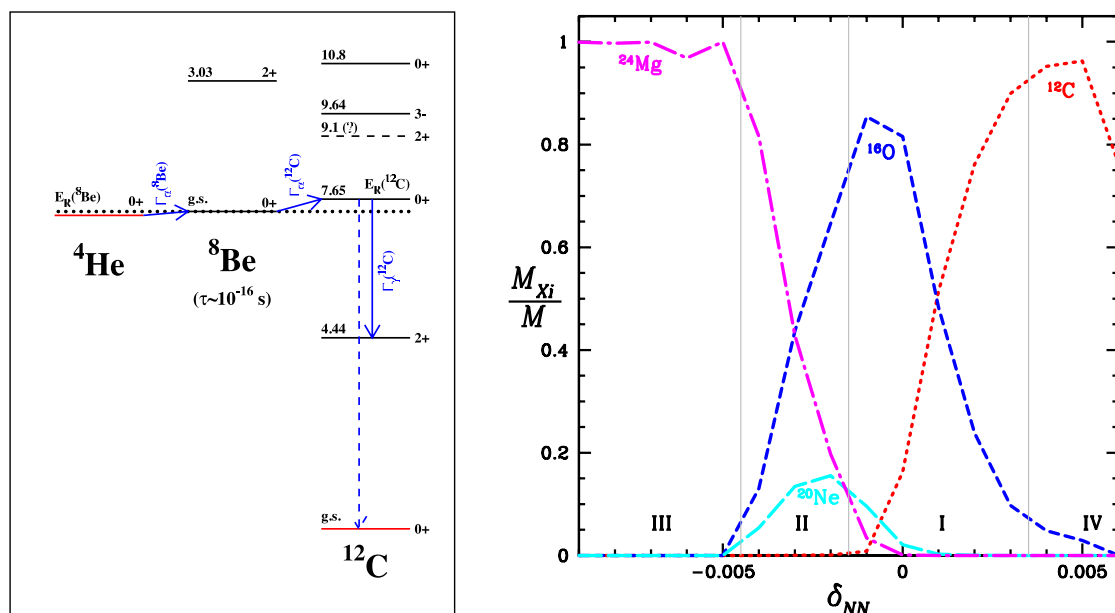 10.8
0+
3.03
2+
9.64
3-
9.1 (?)
2+
E_R(⁸Be)
0+
Γα(⁸Be)
g.s.
0+
Γα(¹²C)
7.65
E_R(¹²C)
0+
⁴He
⁸Be
(τ~10⁻¹⁶ s)
Γγ(¹²C)
4.44
2+
g.s.
0+
¹²C
1
0.8
0.6
0.4
0.2
0
M_Xi
M
²⁴Mg
¹⁶O
¹²C
²⁰Ne
III
II
I
IV
−0.005
0
0.005
δ_NN